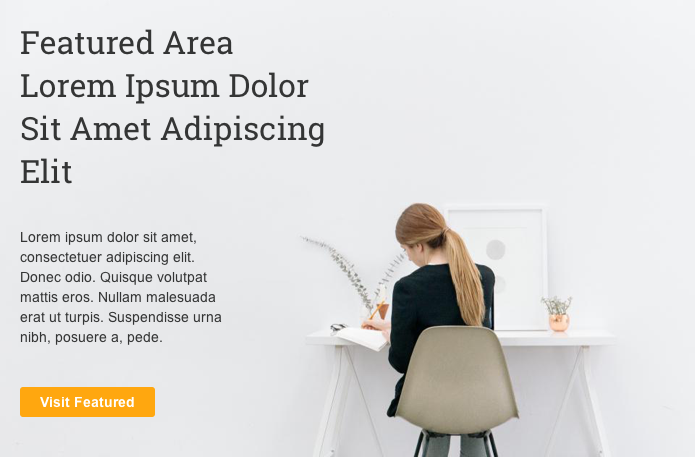 Featured Area
Lorem Ipsum Dolor
Sit Amet Adipiscing
Elit
Lorem ipsum dolor sit amet,
consectetuer adipiscing elit.
Donec odio. Quisque volutpat
mattis eros. Nullam malesuada
erat ut turpis. Suspendisse urna
nibh, posuere a, pede.
Visit Featured